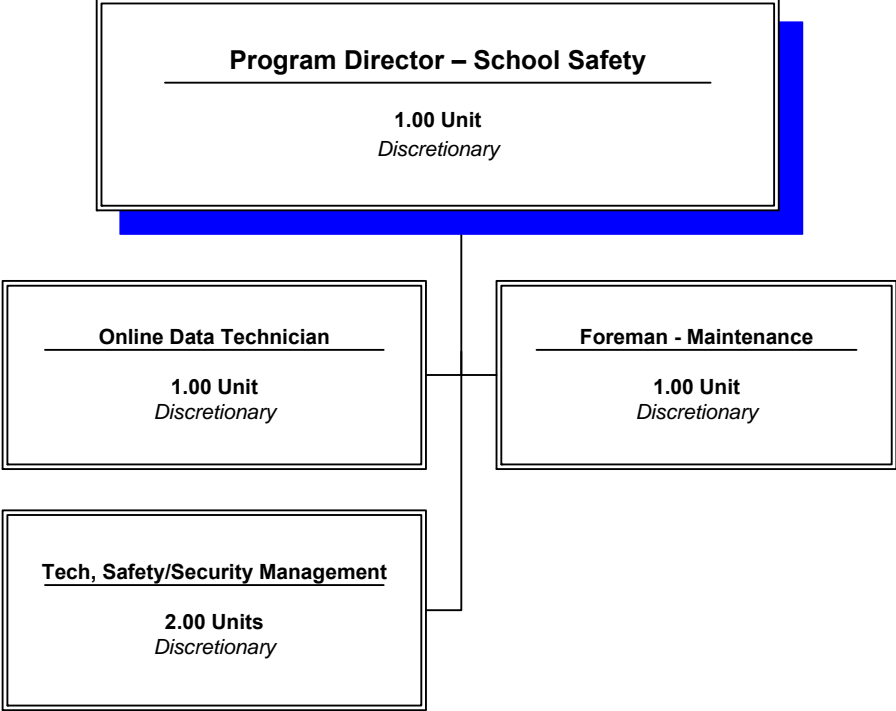 Program Director – School Safety
1.00 Unit
Discretionary
Online Data Technician
1.00 Unit
Discretionary
Foreman - Maintenance
1.00 Unit
Discretionary
Tech, Safety/Security Management
2.00 Units
Discretionary